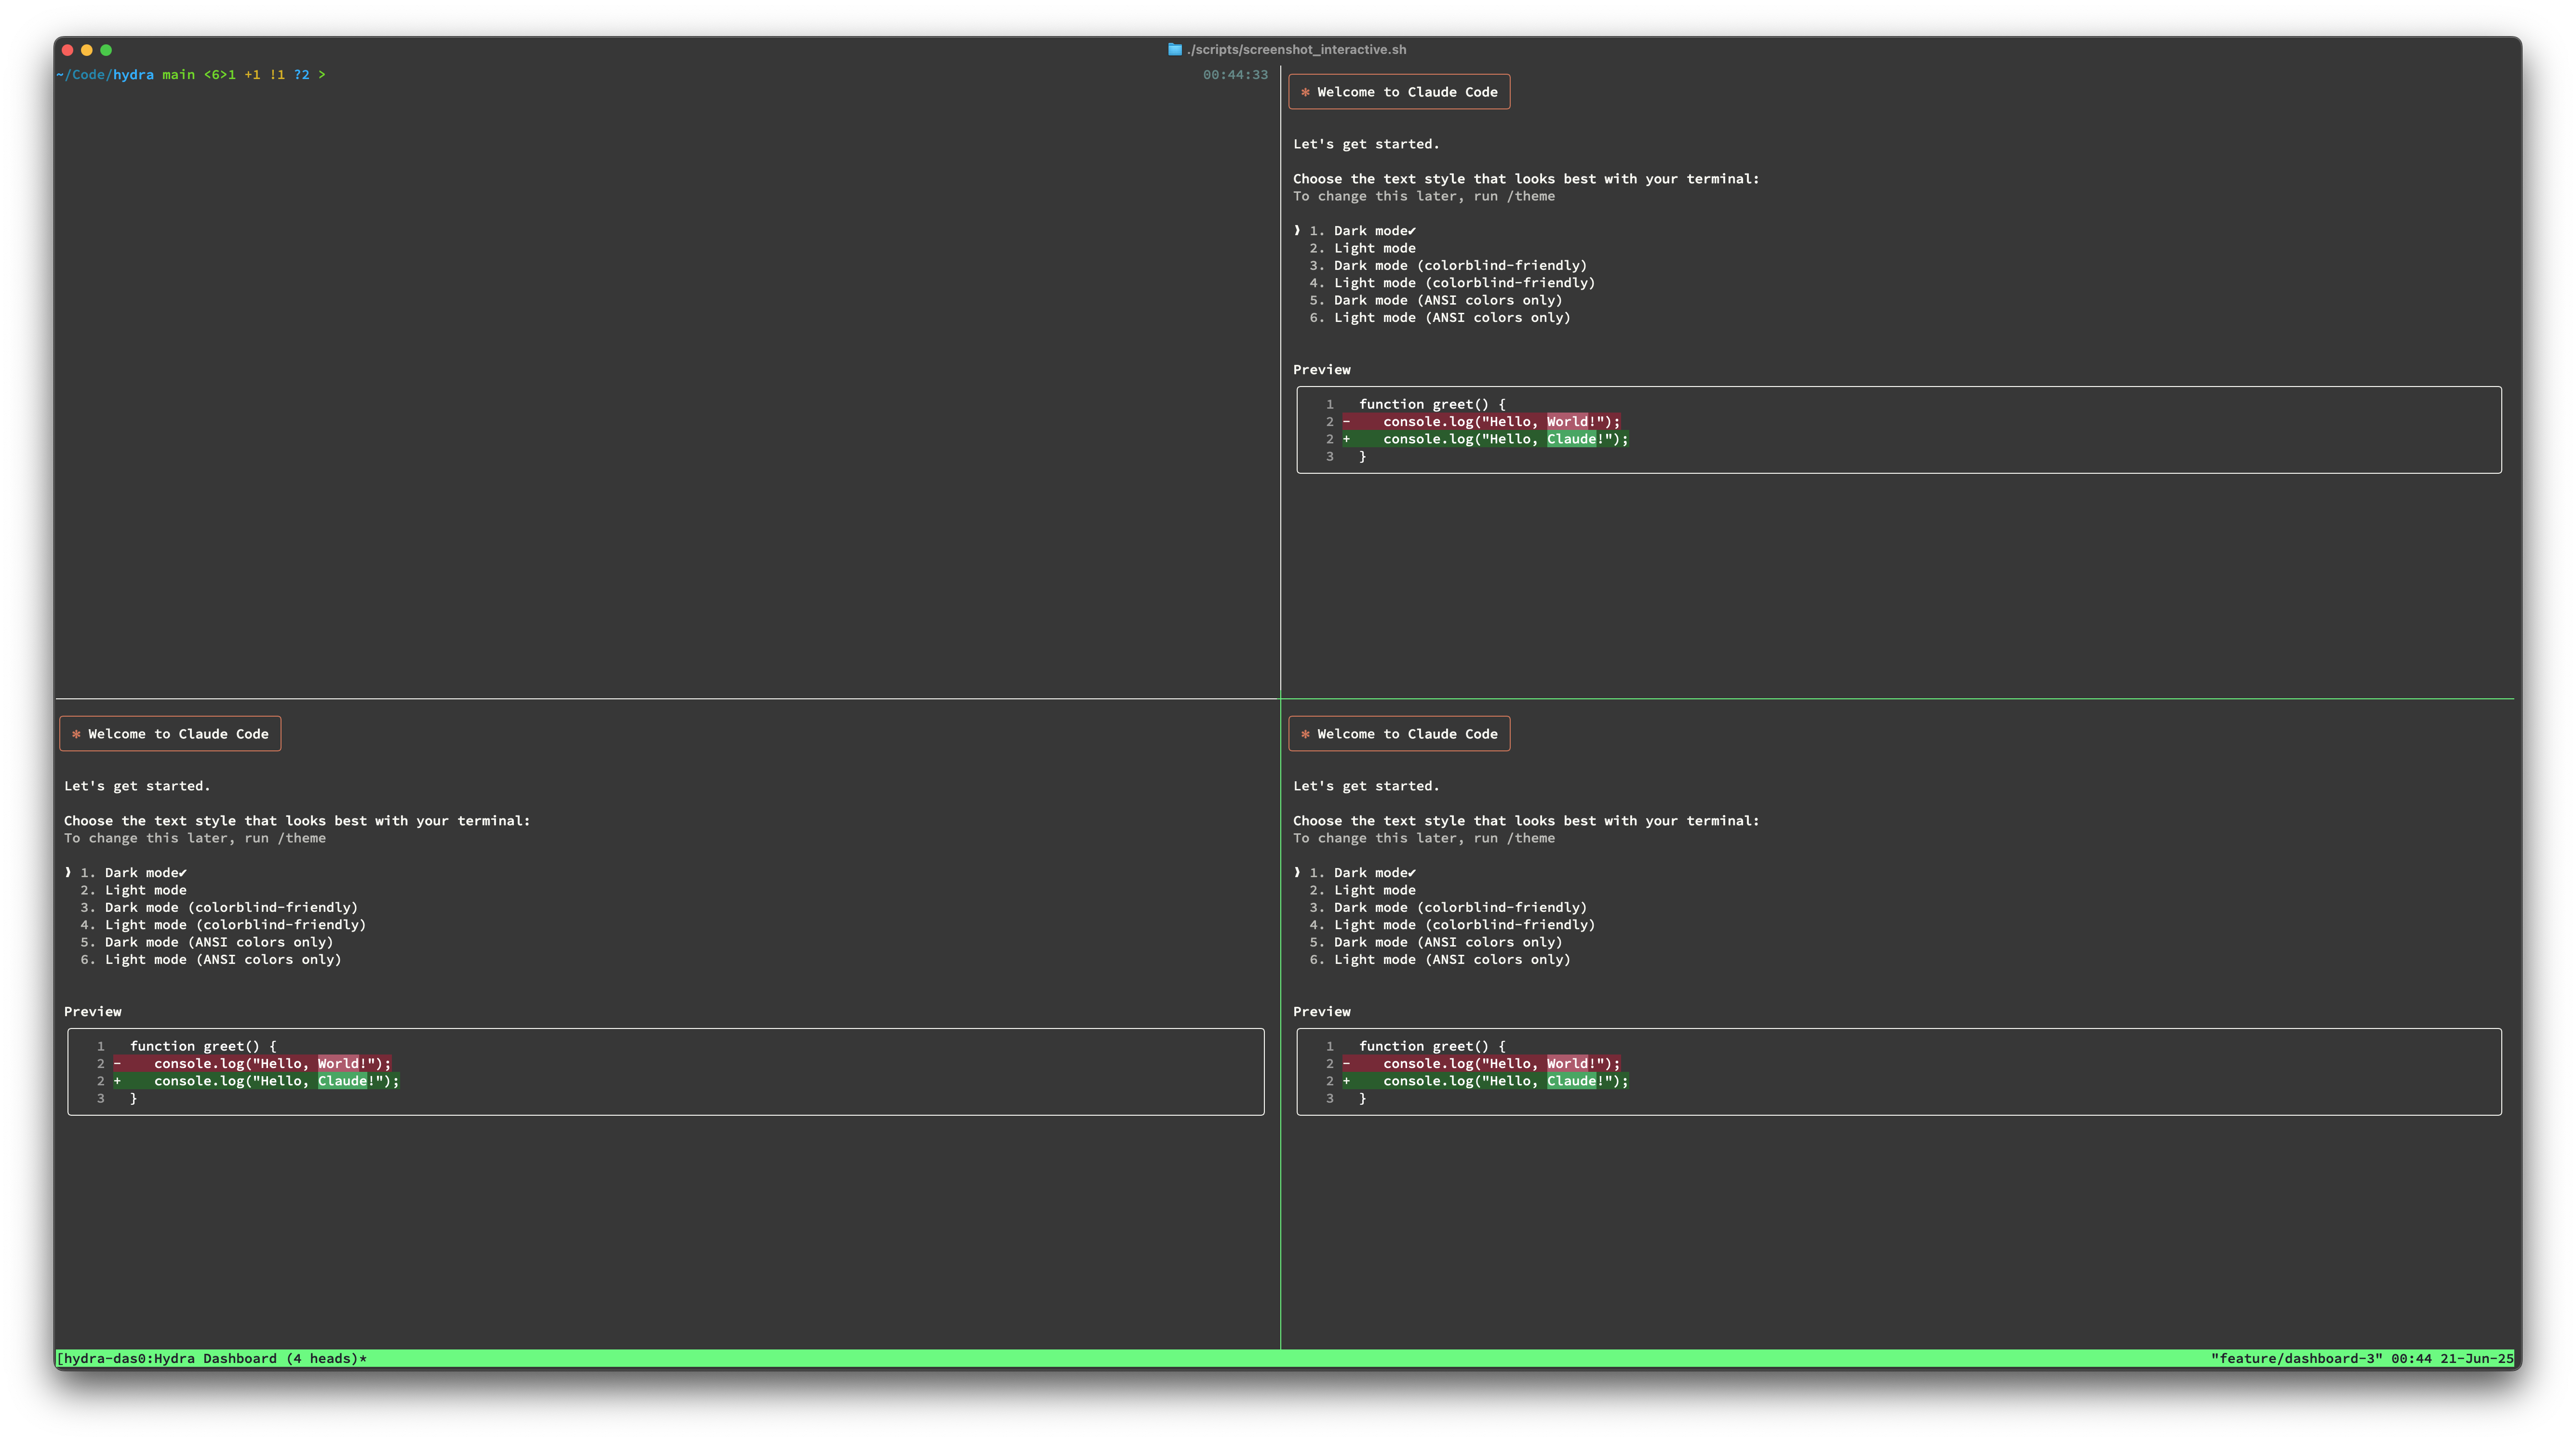 ./scripts/screenshot_interactive.sh
~/Code/hydra main <6>1 +1 !1 ?2 >
00:44:33
✻ Welcome to Claude Code
Let's get started.
Choose the text style that looks best with your terminal:
To change this later, run /theme
❯ 1. Dark mode✔
2. Light mode
3. Dark mode (colorblind-friendly)
4. Light mode (colorblind-friendly)
5. Dark mode (ANSI colors only)
6. Light mode (ANSI colors only)
Preview
1 function greet() {
2 - console.log("Hello, World!");
2 + console.log("Hello, Claude!");
3 }
✻ Welcome to Claude Code
Let's get started.
Choose the text style that looks best with your terminal:
To change this later, run /theme
❯ 1. Dark mode✔
2. Light mode
3. Dark mode (colorblind-friendly)
4. Light mode (colorblind-friendly)
5. Dark mode (ANSI colors only)
6. Light mode (ANSI colors only)
Preview
1 function greet() {
2 - console.log("Hello, World!");
2 + console.log("Hello, Claude!");
3 }
✻ Welcome to Claude Code
Let's get started.
Choose the text style that looks best with your terminal:
To change this later, run /theme
❯ 1. Dark mode✔
2. Light mode
3. Dark mode (colorblind-friendly)
4. Light mode (colorblind-friendly)
5. Dark mode (ANSI colors only)
6. Light mode (ANSI colors only)
Preview
1 function greet() {
2 - console.log("Hello, World!");
2 + console.log("Hello, Claude!");
3 }
[hydra-das0:Hydra Dashboard (4 heads)*
"feature/dashboard-3" 00:44 21-Jun-25